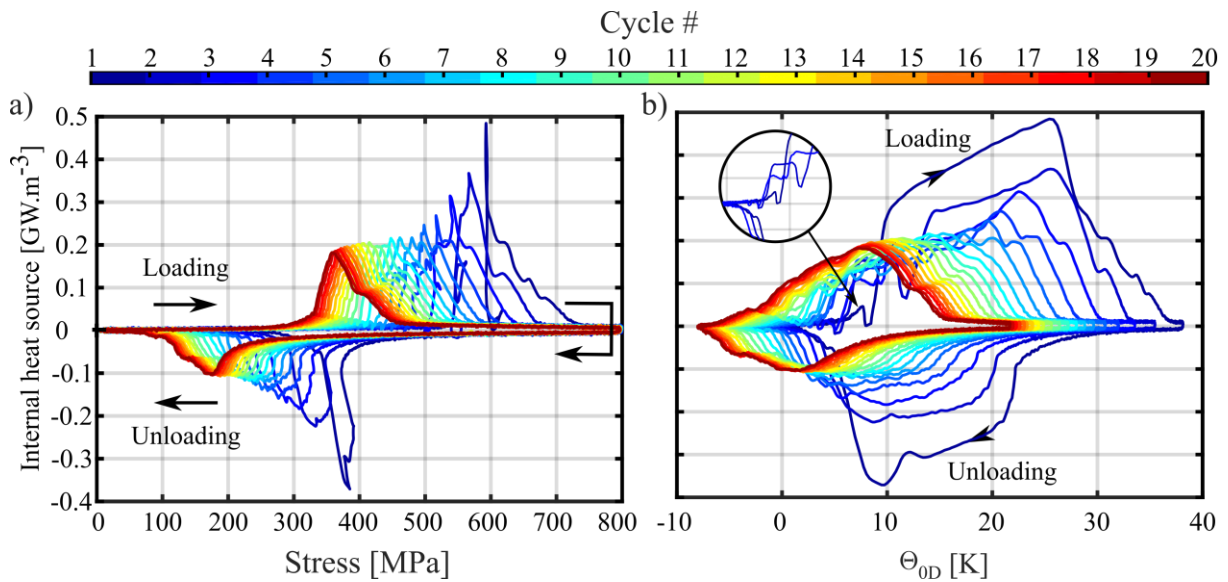 Cycle #
1 2 3 4 5 6 7 8 9 10 11 12 13 14 15 16 17 18 19 20
a)
b)
Internal heat source [GW.m⁻³]
0.5
0.4
0.3
0.2
0.1
0
-0.1
-0.2
-0.3
-0.4
Loading
Unloading
Loading
Unloading
0 100 200 300 400 500 600 700 800
-10 0 10 20 30 40
Stress [MPa]
Θ0D [K]